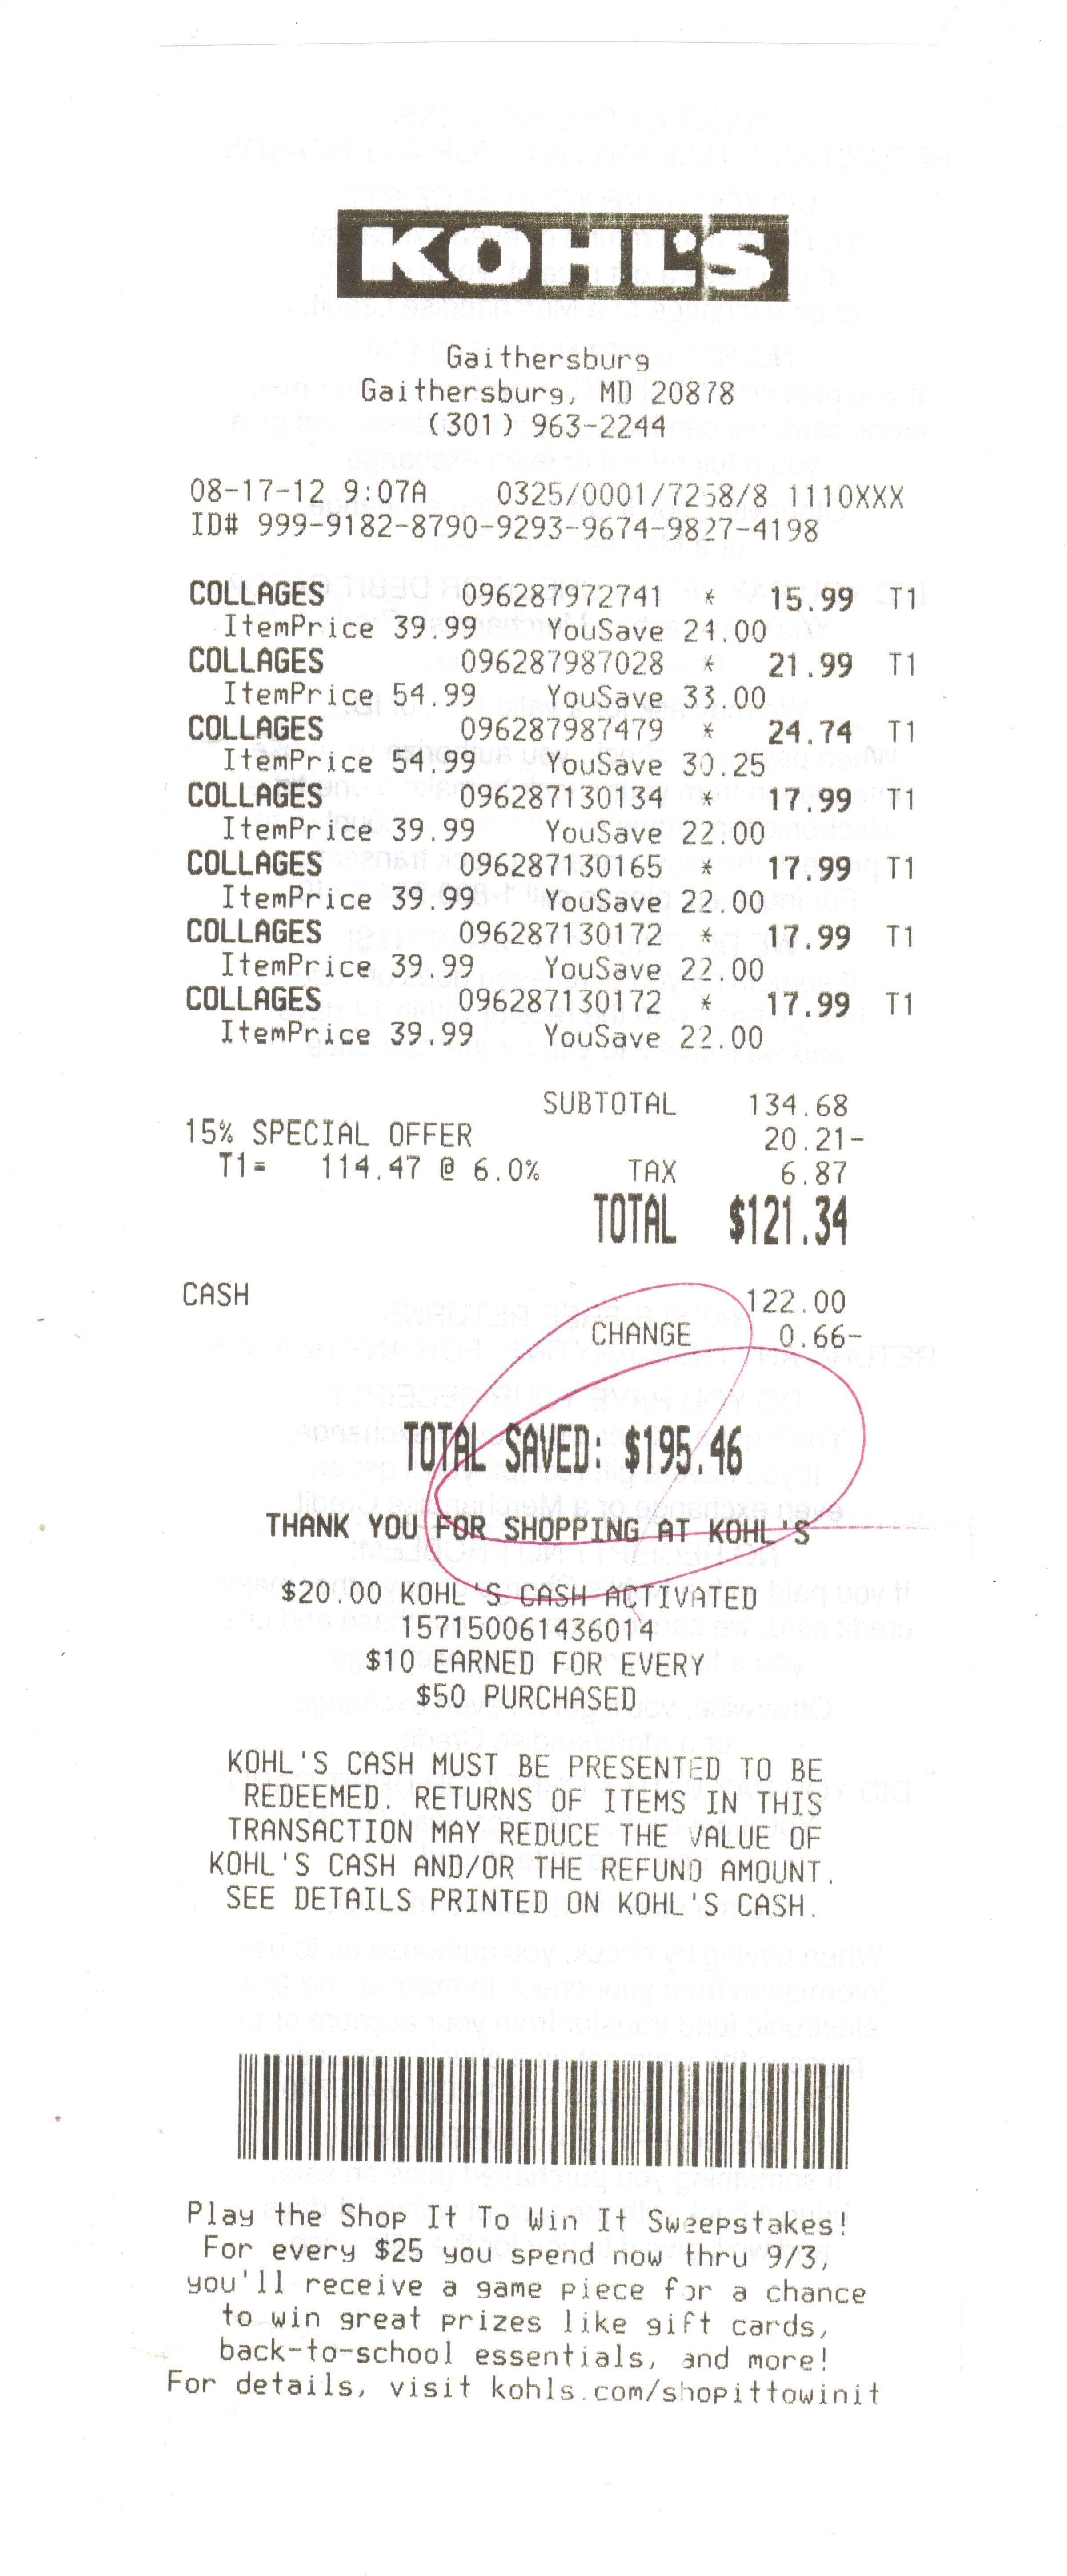 KOHL'S
Gaithersburg
Gaithersburg, MD 20878
(301) 963-2244
08-17-12 9:07A 0325/0001/7258/8 1110XXX
ID# 999-9182-8790-9293-9674-9827-4198
COLLAGES 096287972741 * 15.99 T1
ItemPrice 39.99 YouSave 24.00
COLLAGES 096287987028 * 21.99 T1
ItemPrice 54.99 YouSave 33.00
COLLAGES 096287987479 * 24.74 T1
ItemPrice 54.99 YouSave 30.25
COLLAGES 096287130134 * 17.99 T1
ItemPrice 39.99 YouSave 22.00
COLLAGES 096287130165 * 17.99 T1
ItemPrice 39.99 YouSave 22.00
COLLAGES 096287130172 * 17.99 T1
ItemPrice 39.99 YouSave 22.00
COLLAGES 096287130172 * 17.99 T1
ItemPrice 39.99 YouSave 22.00
SUBTOTAL 134.68
15% SPECIAL OFFER 20.21-
T1= 114.47 @ 6.0% TAX 6.87
TOTAL $121.34
CASH 122.00
CHANGE 0.66-
TOTAL SAVED: $195.46
THANK YOU FOR SHOPPING AT KOHL'S
$20.00 KOHL'S CASH ACTIVATED
157150061436014
$10 EARNED FOR EVERY
$50 PURCHASED
KOHL'S CASH MUST BE PRESENTED TO BE
REDEEMED. RETURNS OF ITEMS IN THIS
TRANSACTION MAY REDUCE THE VALUE OF
KOHL'S CASH AND/OR THE REFUND AMOUNT.
SEE DETAILS PRINTED ON KOHL'S CASH.
Play the Shop It To Win It Sweepstakes!
For every $25 you spend now thru 9/3,
you'll receive a game piece for a chance
to win great prizes like gift cards,
back-to-school essentials, and more!
For details, visit kohls.com/shopittowinit